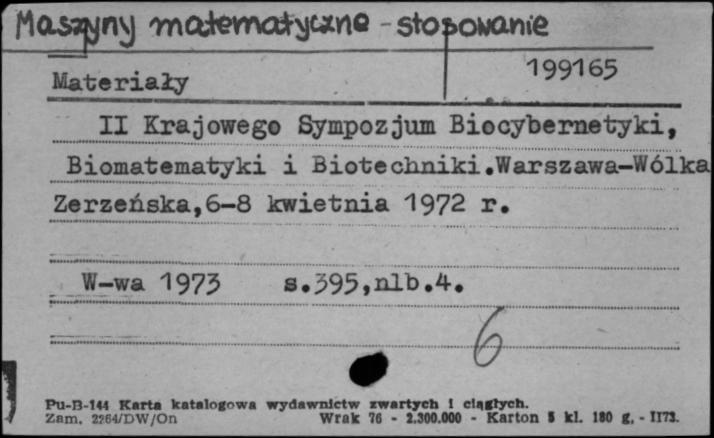 Maszyny matematyczne - stosowanie
199165
Materiały
II Krajowego Sympozjum Biocybernetyki,
Biomatematyki i Biotechniki.Warszawa-Wólka
Zerzeńska,6-8 kwietnia 1972 r.
W-wa 1973 s.395,nlb.4.
6
Pu-B-144 Karta katalogowa wydawnictw zwartych i ciągłych.
Zam. 2264/DW/On Wrak 76 - 2.300.000 - Karton 5 kl. 180 g. - II73.